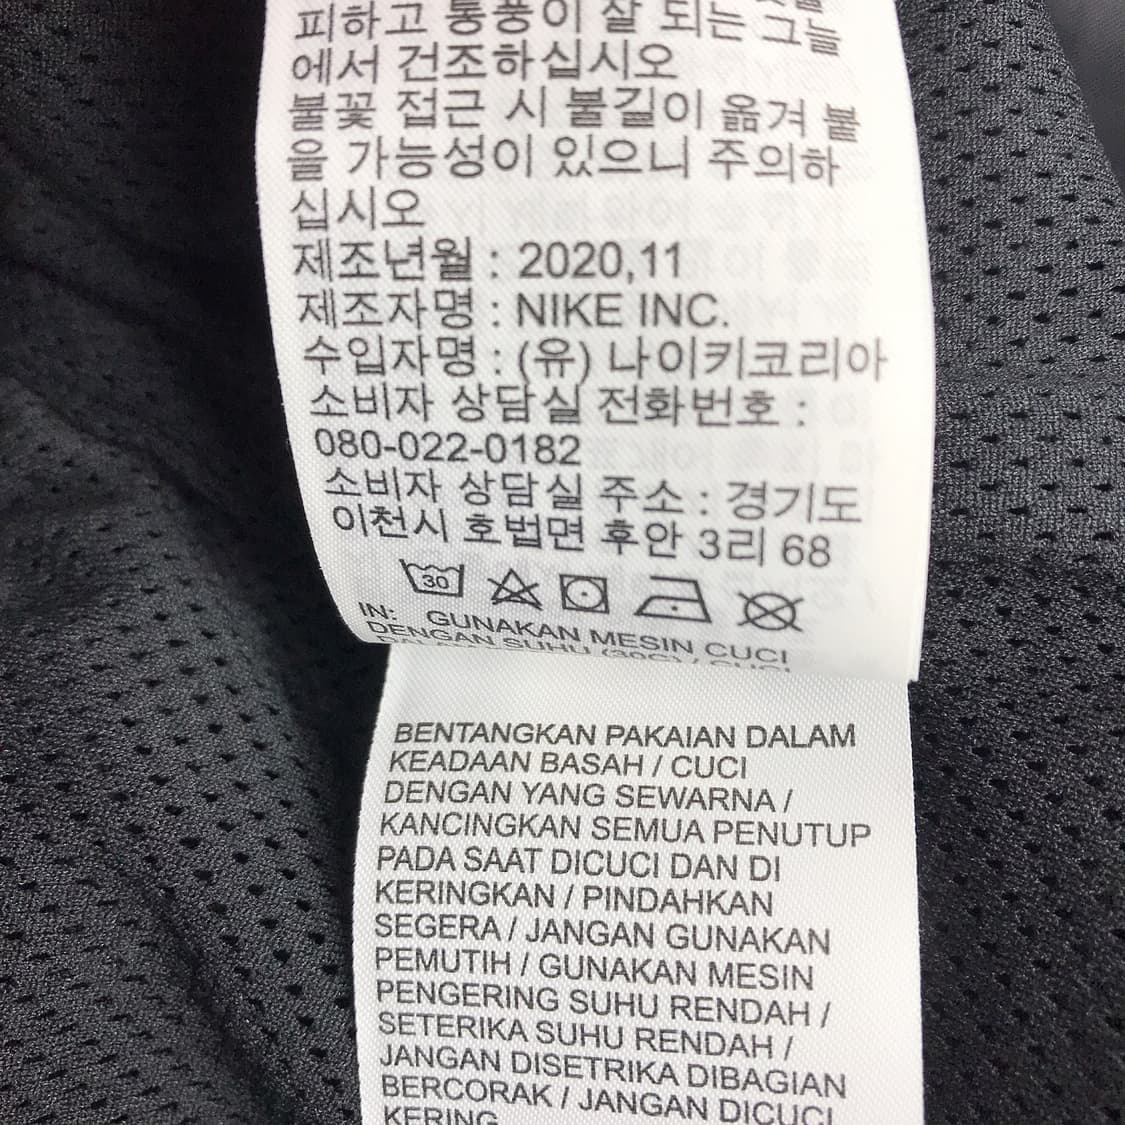 피하고 통풍이 잘 되는 그늘
에서 건조하십시오
불꽃 접근 시 불길이 옮겨 붙
을 가능성이 있으니 주의하
십시오
제조년월 : 2020,11
제조자명 : NIKE INC.
수입자명 : (유) 나이키코리아
소비자 상담실 전화번호 :
080-022-0182
소비자 상담실 주소 : 경기도
이천시 호법면 후안 3리 68
30
IN: GUNAKAN MESIN CUCI
DENGAN SUHU (30C) / CUCI
BENTANGKAN PAKAIAN DALAM
KEADAAN BASAH / CUCI
DENGAN YANG SEWARNA /
KANCINGKAN SEMUA PENUTUP
PADA SAAT DICUCI DAN DI
KERINGKAN / PINDAHKAN
SEGERA / JANGAN GUNAKAN
PEMUTIH / GUNAKAN MESIN
PENGERING SUHU RENDAH /
SETERIKA SUHU RENDAH /
JANGAN DISETRIKA DIBAGIAN
BERCORAK / JANGAN DICUCI
KERING